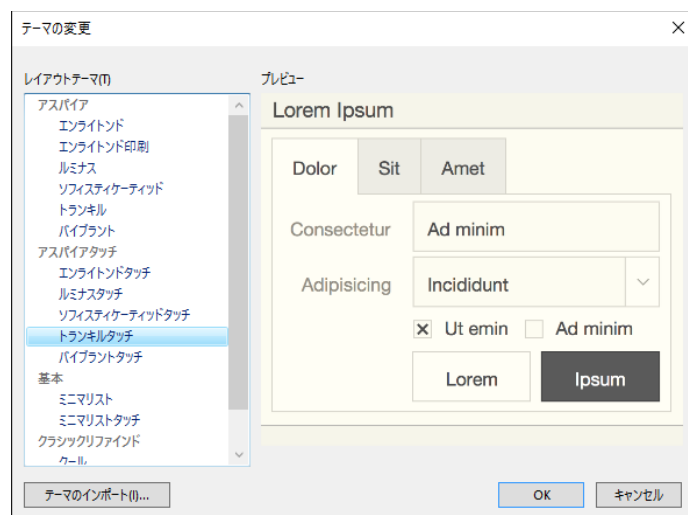 テーマの変更
レイアウトテーマ(T)
アスパイア
エンライトンド
エンライトンド印刷
ルミナス
ソフィスティケーティッド
トランキル
バイブラント
アスパイアタッチ
エンライトンドタッチ
ルミナスタッチ
ソフィスティケーティッドタッチ
トランキルタッチ
バイブラントタッチ
基本
ミニマリスト
ミニマリストタッチ
クラシックリファインド
クール
テーマのインポート(I)...
プレビュー
Lorem Ipsum
Dolor Sit Amet
Consectetur Ad minim
Adipisicing Incididunt
Ut emin Ad minim
Lorem Ipsum
OK キャンセル